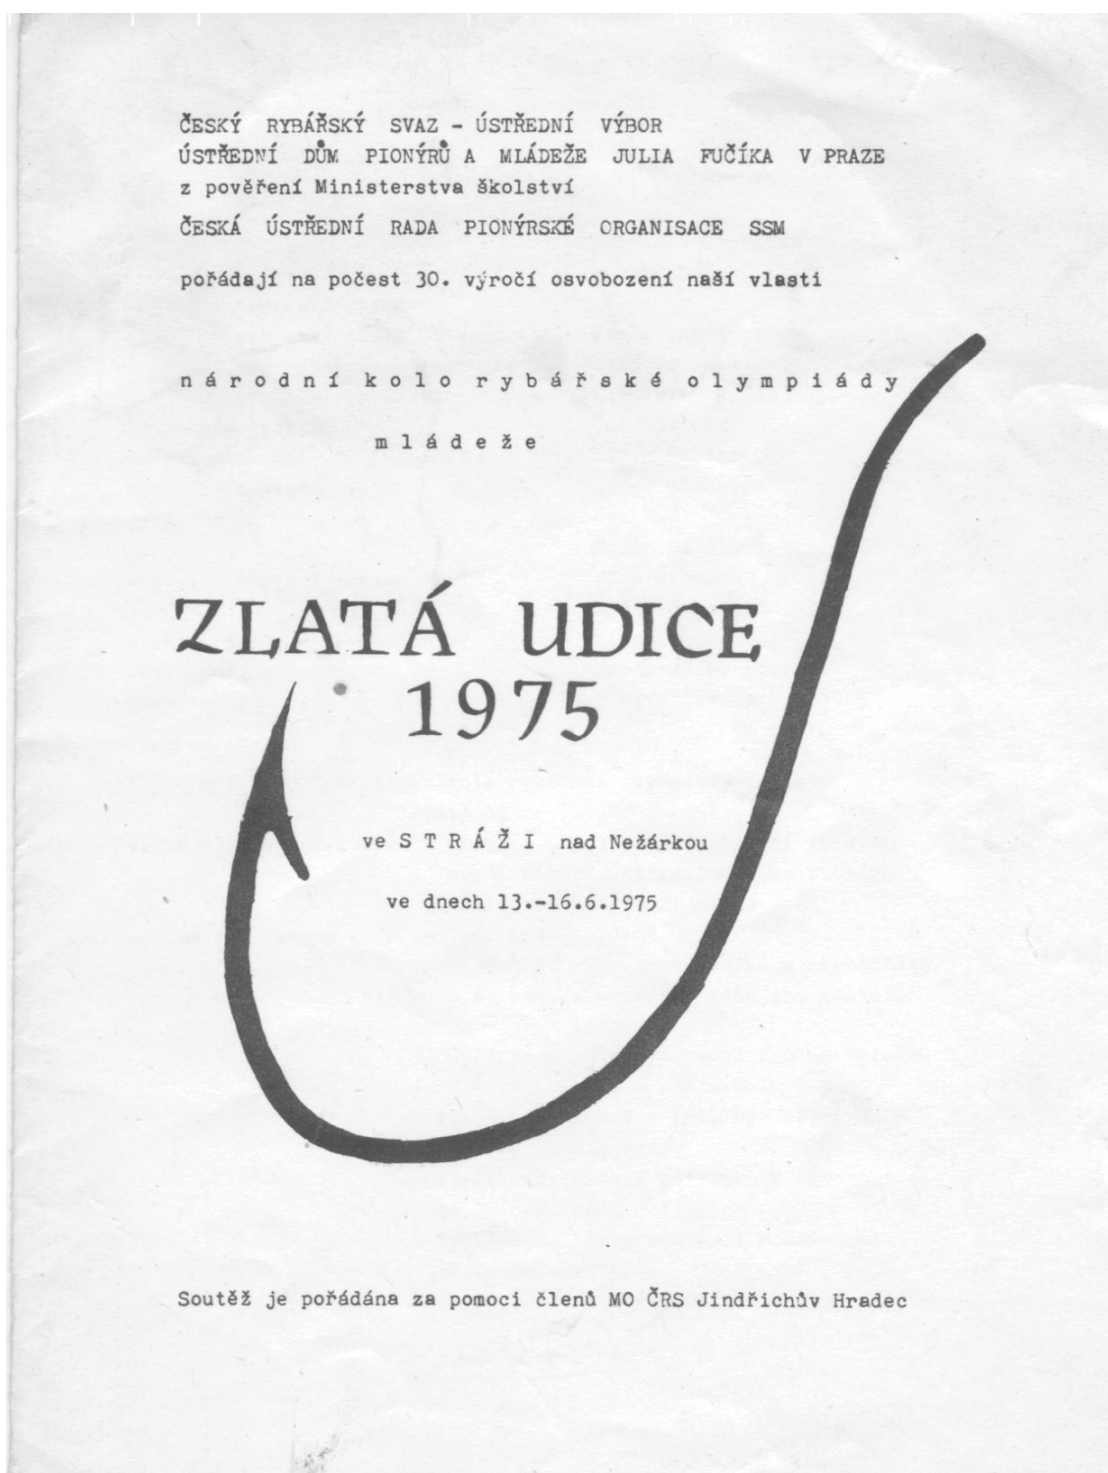 ČESKÝ RYBÁŘSKÝ SVAZ - ÚSTŘEDNÍ VÝBOR
ÚSTŘEDNÍ DŮM PIONÝRŮ A MLÁDEŽE JULIA FUČÍKA V PRAZE
z pověření Ministerstva školství
ČESKÁ ÚSTŘEDNÍ RADA PIONÝRSKÉ ORGANISACE SSM
pořádají na počest 30. výročí osvobození naší vlasti
národní kolo rybářské olympiády
mládeže
ZLATÁ UDICE
1975
ve STRÁŽI nad Nežárkou
ve dnech 13.-16.6.1975
Soutěž je pořádána za pomoci členů MO ČRS Jindřichův Hradec